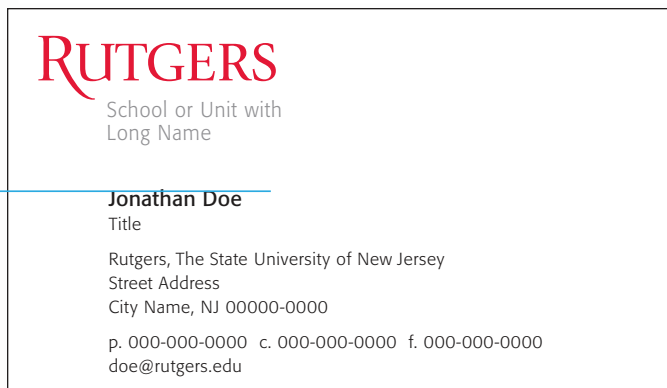 RUTGERS
School or Unit with
Long Name
Jonathan Doe
Title
Rutgers, The State University of New Jersey
Street Address
City Name, NJ 00000-0000
p. 000-000-0000 c. 000-000-0000 f. 000-000-0000
doe@rutgers.edu